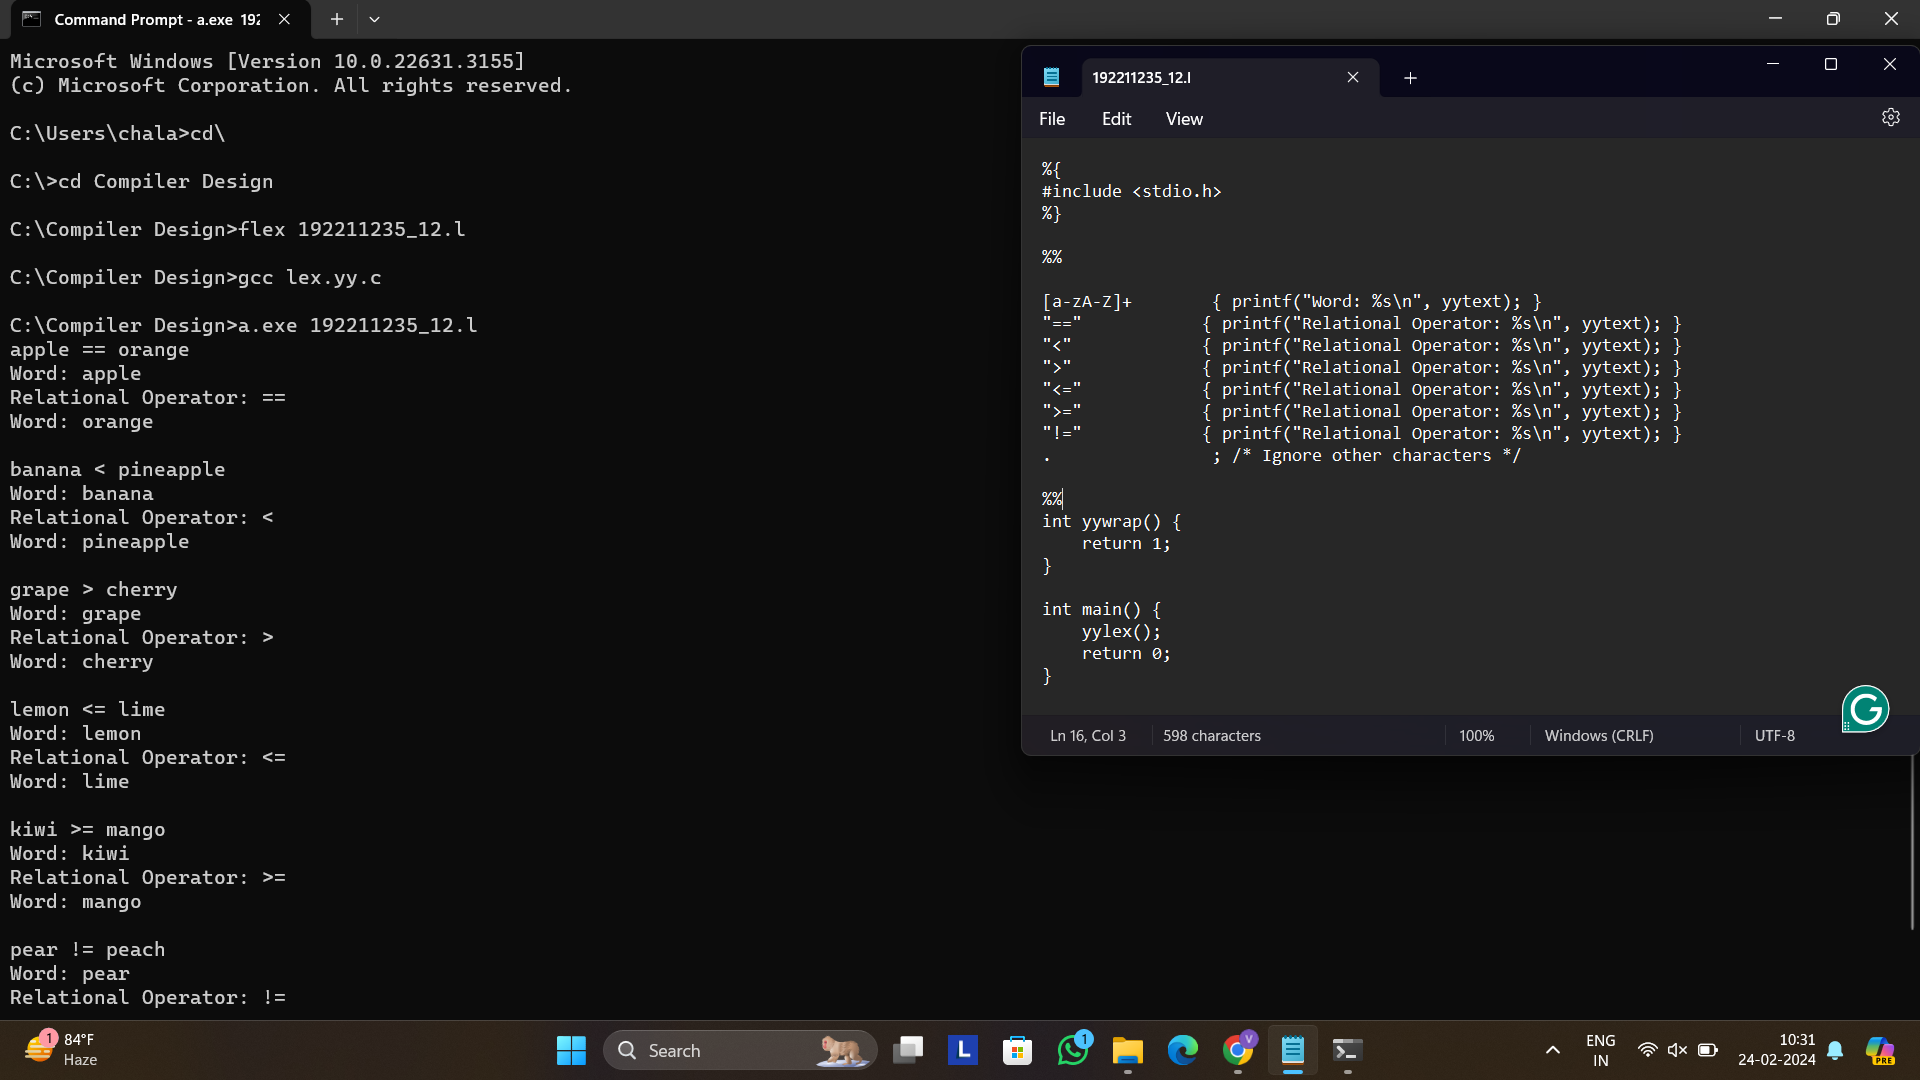 Command Prompt - a.exe 192
Microsoft Windows [Version 10.0.22631.3155]
(c) Microsoft Corporation. All rights reserved.
C:\Users\chala>cd\
C:\>cd Compiler Design
C:\Compiler Design>flex 192211235_12.l
C:\Compiler Design>gcc lex.yy.c
C:\Compiler Design>a.exe 192211235_12.l
apple == orange
Word: apple
Relational Operator: ==
Word: orange
banana < pineapple
Word: banana
Relational Operator: <
Word: pineapple
grape > cherry
Word: grape
Relational Operator: >
Word: cherry
lemon <= lime
Word: lemon
Relational Operator: <=
Word: lime
kiwi >= mango
Word: kiwi
Relational Operator: >=
Word: mango
pear != peach
Word: pear
Relational Operator: !=
192211235_12.l
File Edit View
%{
#include <stdio.h>
%}
%%
[a-zA-Z]+        { printf("Word: %s\n", yytext); }
"=="            { printf("Relational Operator: %s\n", yytext); }
"<"             { printf("Relational Operator: %s\n", yytext); }
">"             { printf("Relational Operator: %s\n", yytext); }
"<="            { printf("Relational Operator: %s\n", yytext); }
">="            { printf("Relational Operator: %s\n", yytext); }
"!="            { printf("Relational Operator: %s\n", yytext); }
.                ; /* Ignore other characters */
%%
int yywrap() {
    return 1;
}
int main() {
    yylex();
    return 0;
}
G
Ln 16, Col 3 598 characters 100% Windows (CRLF) UTF-8
1 84°F
Haze
Search
L
1
V
ENG
IN
10:31
24-02-2024
PRE